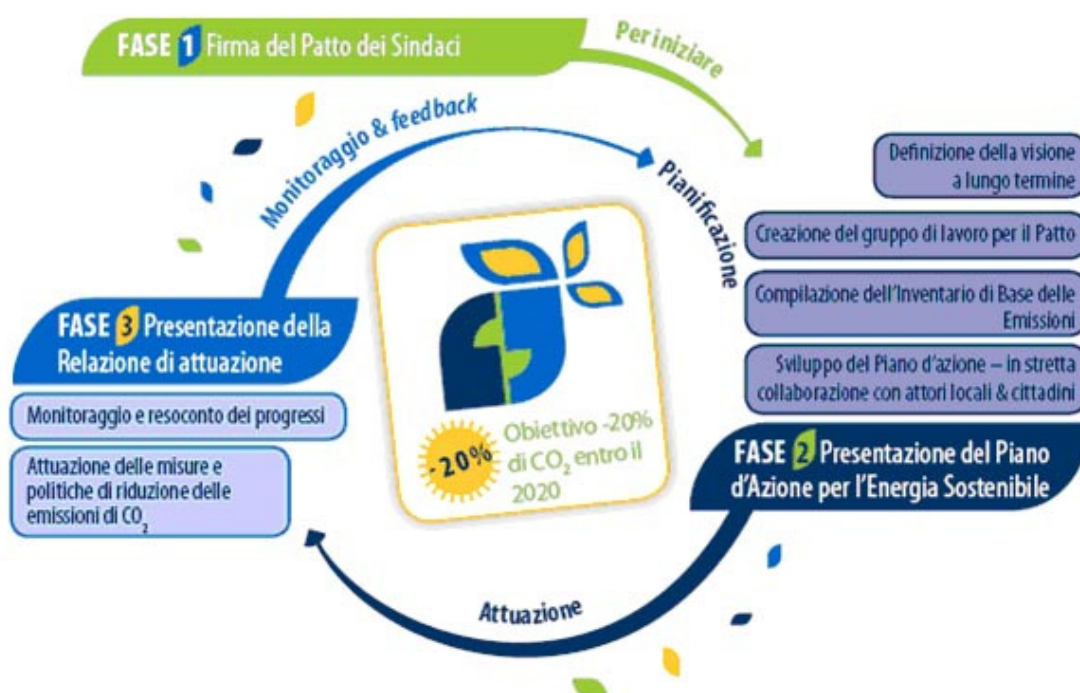 FASE 1 Firma del Patto dei Sindaci
Per iniziare
Monitoraggio & feedback
Pianificazione
Definizione della visione
a lungo termine
Creazione del gruppo di lavoro per il Patto
Compilazione dell'Inventario di Base delle
Emissioni
Sviluppo del Piano d'azione – in stretta
collaborazione con attori locali & cittadini
FASE 2 Presentazione del Piano
d'Azione per l'Energia Sostenibile
Attuazione
FASE 3 Presentazione della
Relazione di attuazione
Monitoraggio e resoconto dei progressi
Attuazione delle misure e
politiche di riduzione delle
emissioni di CO₂
-20%
Obiettivo -20%
di CO₂ entro il
2020